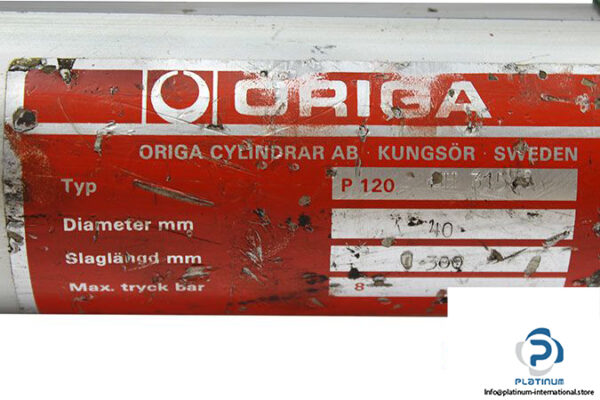 ORIGA
ORIGA CYLINDRAR AB · KUNGSÖR · SWEDEN
Typ P 120
Diameter mm 40
Slaglängd mm 0-300
Max. tryck bar 8
PLATINUM
Info@platinum-international.store